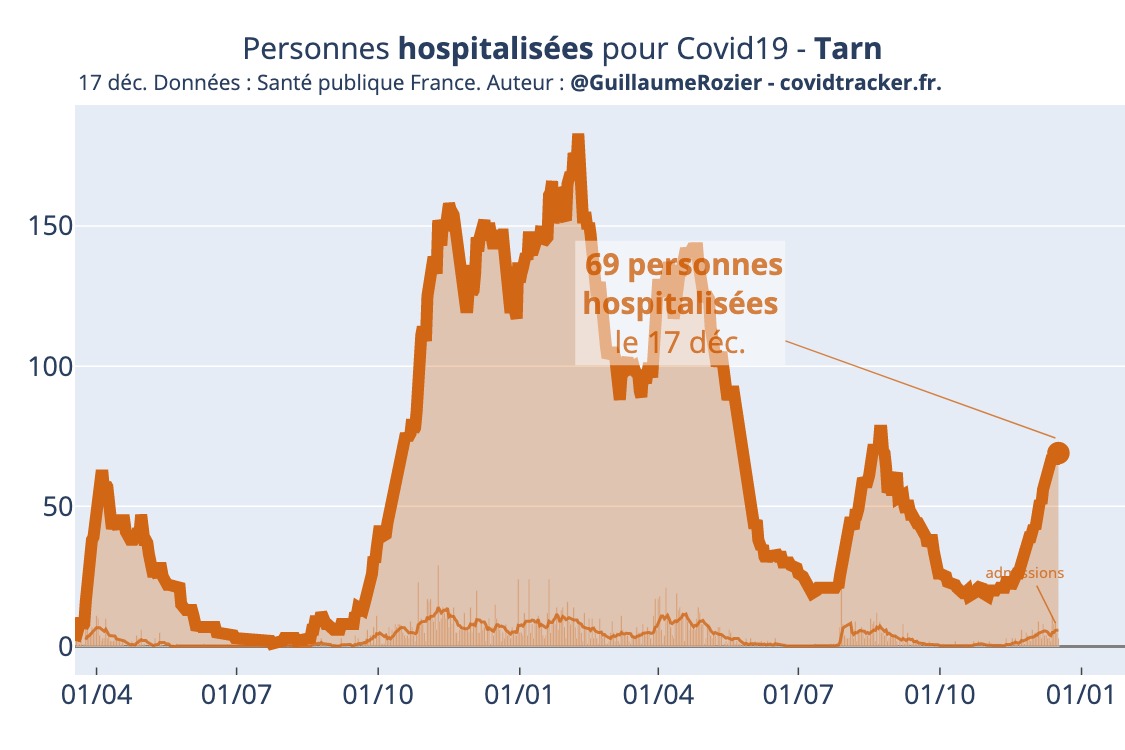 Personnes hospitalisées pour Covid19 - Tarn
17 déc. Données : Santé publique France. Auteur : @GuillaumeRozier - covidtracker.fr.
150
100
50
0
69 personnes
hospitalisées
le 17 déc.
admissions
01/04 01/07 01/10 01/01 01/04 01/07 01/10 01/01